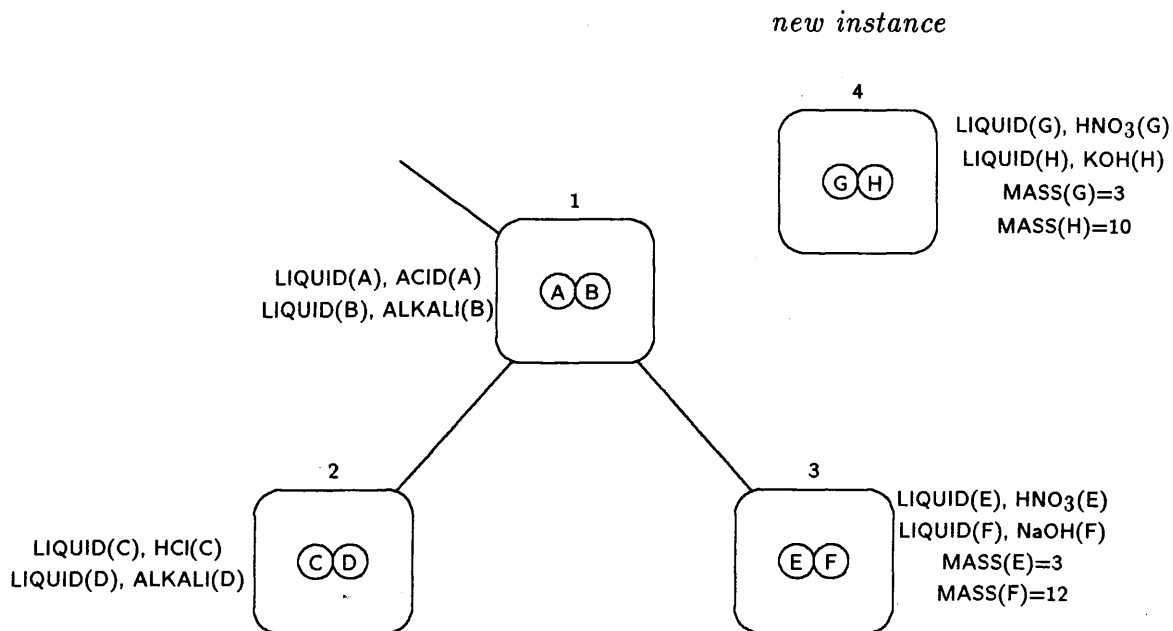 new instance
4
LIQUID(G), HNO₃(G)
LIQUID(H), KOH(H)
MASS(G)=3
MASS(H)=10
G H
1
LIQUID(A), ACID(A)
LIQUID(B), ALKALI(B)
A B
2
LIQUID(C), HCl(C)
LIQUID(D), ALKALI(D)
C D
3
LIQUID(E), HNO₃(E)
LIQUID(F), NaOH(F)
MASS(E)=3
MASS(F)=12
E F